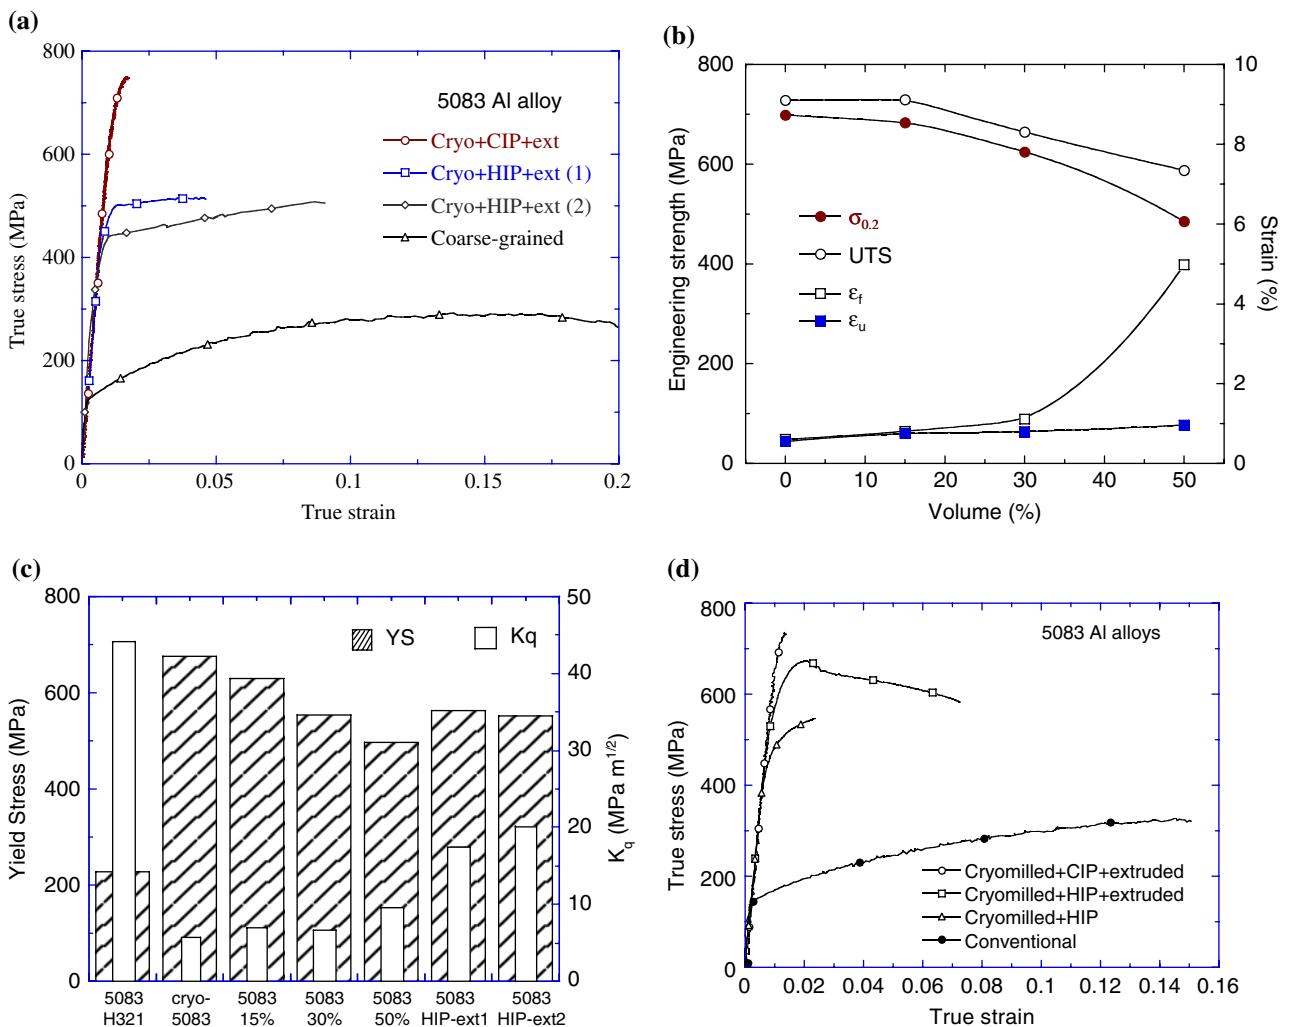 (a)
800
600
400
200
0
True stress (MPa)
5083 Al alloy
Cryo+CIP+ext
Cryo+HIP+ext (1)
Cryo+HIP+ext (2)
Coarse-grained
0 0.05 0.1 0.15 0.2
True strain
(b)
800
600
400
200
0
Engineering strength (MPa)
σ0.2
UTS
εf
εu
10
8
6
4
2
0
Strain (%)
0 10 20 30 40 50
Volume (%)
(c)
800
600
400
200
0
Yield Stress (MPa)
YS Kq
50
40
30
20
10
0
Kq (MPa m1/2)
5083 cryo- 5083 5083 5083 5083 5083
H321 5083 15% 30% 50% HIP-ext1 HIP-ext2
(d)
800
600
400
200
0
True stress (MPa)
5083 Al alloys
Cryomilled+CIP+extruded
Cryomilled+HIP+extruded
Cryomilled+HIP
Conventional
0 0.02 0.04 0.06 0.08 0.1 0.12 0.14 0.16
True strain